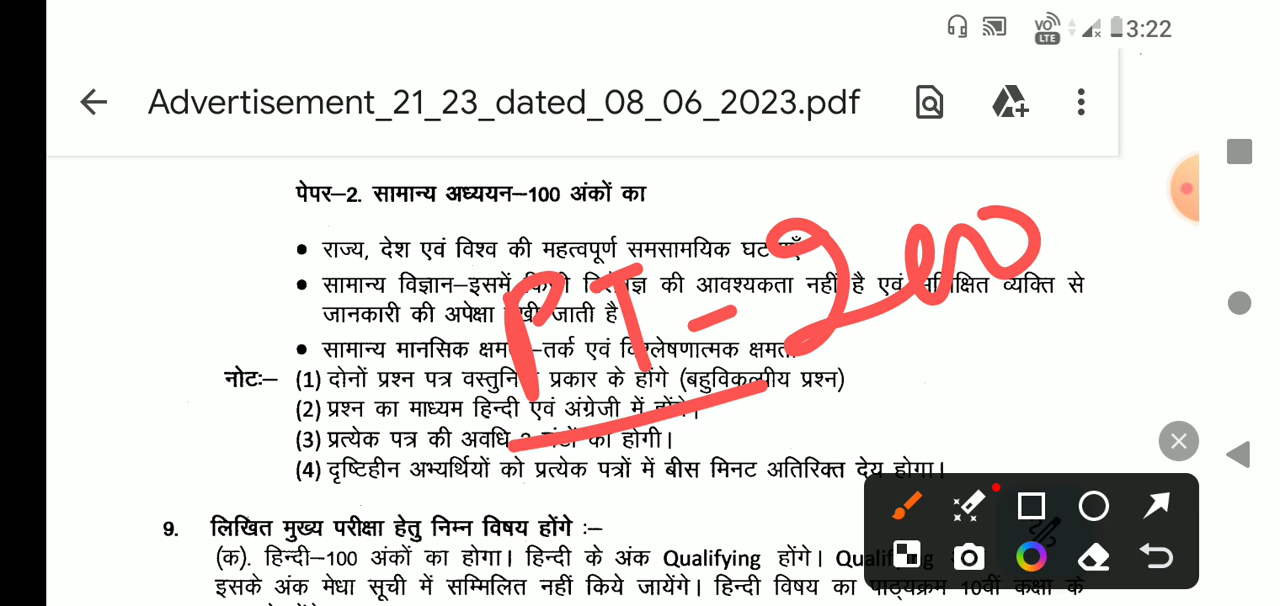 3:22
Advertisement_21_23_dated_08_06_2023.pdf
पेपर–2. सामान्य अध्ययन–100 अंकों का
• राज्य, देश एवं विश्व की महत्वपूर्ण समसामयिक
• सामान्य विज्ञान–इसमें की आवश्यकता नहीं है एवं व्यक्ति से
जानकारी की अपेक्षा जाती है
• सामान्य मानसिक तर्क एवं विश्लेषणात्मक क्षमता
PT - 200
नोटः– (1) दोनों प्रश्न पत्र प्रकार के होंगे (बहुविकल्पीय प्रश्न)
(2) प्रश्न का माध्यम हिन्दी एवं अंग्रेजी में होंगे।
(3) प्रत्येक पत्र की अवधि की होगी।
(4) दृष्टिहीन अभ्यर्थियों को प्रत्येक पत्रों में बीस मिनट अतिरिक्त देय होगा।
9. लिखित मुख्य परीक्षा हेतु निम्न विषय होंगे :–
(क). हिन्दी–100 अंकों का होगा। हिन्दी के अंक Qualifying होंगे।
इसके अंक मेधा सूची में सम्मिलित नहीं किये जायेंगे। हिन्दी विषय का पाठ्यक्रम 10वीं कक्षा के